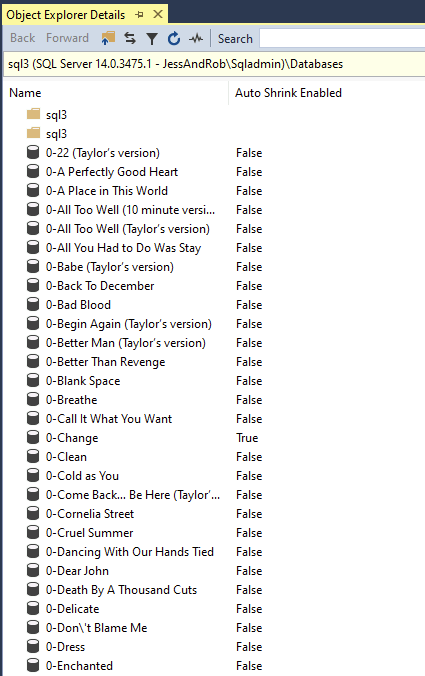 Object Explorer Details
Back Forward Search
sql3 (SQL Server 14.0.3475.1 - JessAndRob\Sqladmin)\Databases
Name Auto Shrink Enabled
sql3
sql3
0-22 (Taylor's version) False
0-A Perfectly Good Heart False
0-A Place in This World False
0-All Too Well (10 minute versi... False
0-All Too Well (Taylor's version) False
0-All You Had to Do Was Stay False
0-Babe (Taylor's version) False
0-Back To December False
0-Bad Blood False
0-Begin Again (Taylor's version) False
0-Better Man (Taylor's version) False
0-Better Than Revenge False
0-Blank Space False
0-Breathe False
0-Call It What You Want False
0-Change True
0-Clean False
0-Cold as You False
0-Come Back... Be Here (Taylor'... False
0-Cornelia Street False
0-Cruel Summer False
0-Dancing With Our Hands Tied False
0-Dear John False
0-Death By A Thousand Cuts False
0-Delicate False
0-Don\'t Blame Me False
0-Dress False
0-Enchanted False